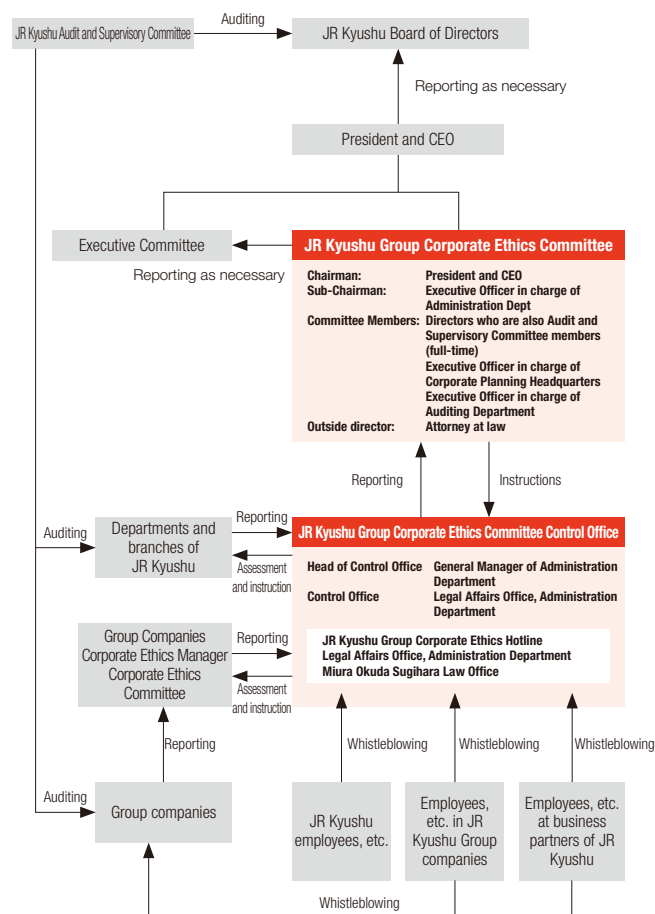 Auditing
JR Kyushu Audit and Supervisory Committee
JR Kyushu Board of Directors
Reporting as necessary
President and CEO
Executive Committee
JR Kyushu Group Corporate Ethics Committee
Reporting as necessary
Chairman: President and CEO
Sub-Chairman: Executive Officer in charge of
Administration Dept
Committee Members: Directors who are also Audit and
Supervisory Committee members
(full-time)
Executive Officer in charge of
Corporate Planning Headquarters
Executive Officer in charge of
Auditing Department
Outside director: Attorney at law
Reporting
Instructions
Auditing
Departments and
branches of
JR Kyushu
Reporting
Assessment
and instruction
JR Kyushu Group Corporate Ethics Committee Control Office
Head of Control Office General Manager of Administration
Department
Control Office Legal Affairs Office, Administration
Department
JR Kyushu Group Corporate Ethics Hotline
Legal Affairs Office, Administration Department
Miura Okuda Sugihara Law Office
Group Companies
Corporate Ethics Manager
Corporate Ethics
Committee
Reporting
Assessment
and instruction
Reporting
Whistleblowing
Whistleblowing
Whistleblowing
Auditing
Group companies
JR Kyushu
employees, etc.
Employees,
etc. in JR
Kyushu Group
companies
Employees, etc.
at business
partners of JR
Kyushu
Whistleblowing